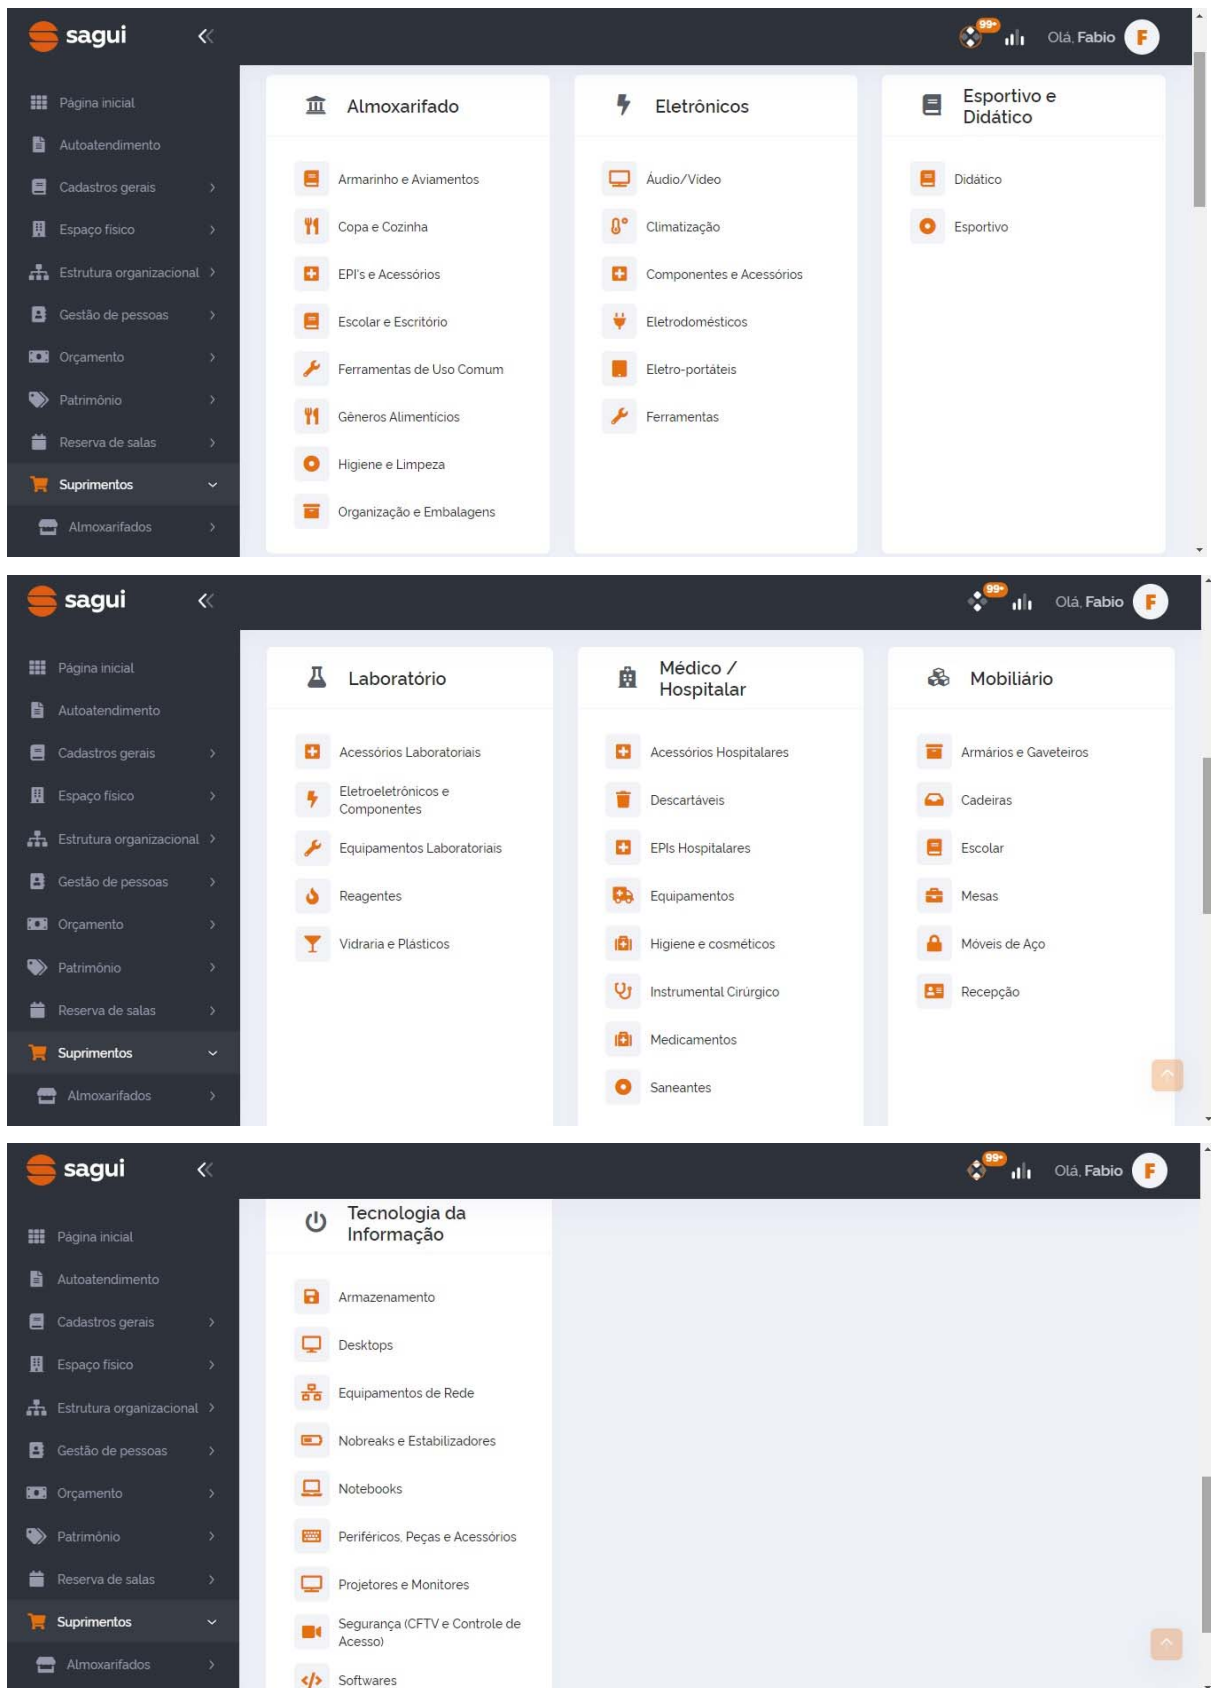 sagui
99+
Olá, Fabio
F
Página inicial
Autoatendimento
Cadastros gerais
Espaço físico
Estrutura organizacional
Gestão de pessoas
Orçamento
Patrimônio
Reserva de salas
Suprimentos
Almoxarifados
Almoxarifado
Armarinho e Aviamentos
Copa e Cozinha
EPI's e Acessórios
Escolar e Escritório
Ferramentas de Uso Comum
Gêneros Alimentícios
Higiene e Limpeza
Organização e Embalagens
Eletrônicos
Áudio/Vídeo
Climatização
Componentes e Acessórios
Eletrodomésticos
Eletro-portáteis
Ferramentas
Esportivo e
Didático
Didático
Esportivo
sagui
99+
Olá, Fabio
F
Página inicial
Autoatendimento
Cadastros gerais
Espaço físico
Estrutura organizacional
Gestão de pessoas
Orçamento
Patrimônio
Reserva de salas
Suprimentos
Almoxarifados
Laboratório
Acessórios Laboratoriais
Eletroeletrônicos e
Componentes
Equipamentos Laboratoriais
Reagentes
Vidraria e Plásticos
Médico /
Hospitalar
Acessórios Hospitalares
Descartáveis
EPIs Hospitalares
Equipamentos
Higiene e cosméticos
Instrumental Cirúrgico
Medicamentos
Saneantes
Mobiliário
Armários e Gaveteiros
Cadeiras
Escolar
Mesas
Móveis de Aço
Recepção
sagui
99+
Olá, Fabio
F
Página inicial
Autoatendimento
Cadastros gerais
Espaço físico
Estrutura organizacional
Gestão de pessoas
Orçamento
Patrimônio
Reserva de salas
Suprimentos
Almoxarifados
Tecnologia da
Informação
Armazenamento
Desktops
Equipamentos de Rede
Nobreaks e Estabilizadores
Notebooks
Periféricos, Peças e Acessórios
Projetores e Monitores
Segurança (CFTV e Controle de
Acesso)
Softwares